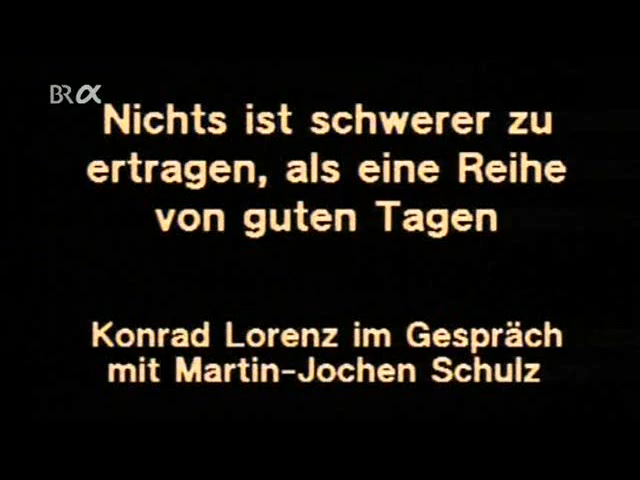 BRα
Nichts ist schwerer zu
ertragen, als eine Reihe
von guten Tagen
Konrad Lorenz im Gespräch
mit Martin-Jochen Schulz